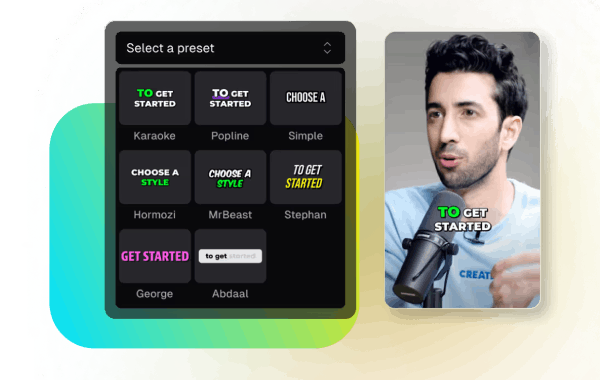 Select a preset
TO GET
STARTED
Karaoke
TO GET
STARTED
Popline
CHOOSE A
Simple
CHOOSE A
STYLE
Hormozi
CHOOSE A
STYLE
MrBeast
TO GET
STARTED
Stephan
GET STARTED
George
to get started!
Abdaal
TO GET
STARTED